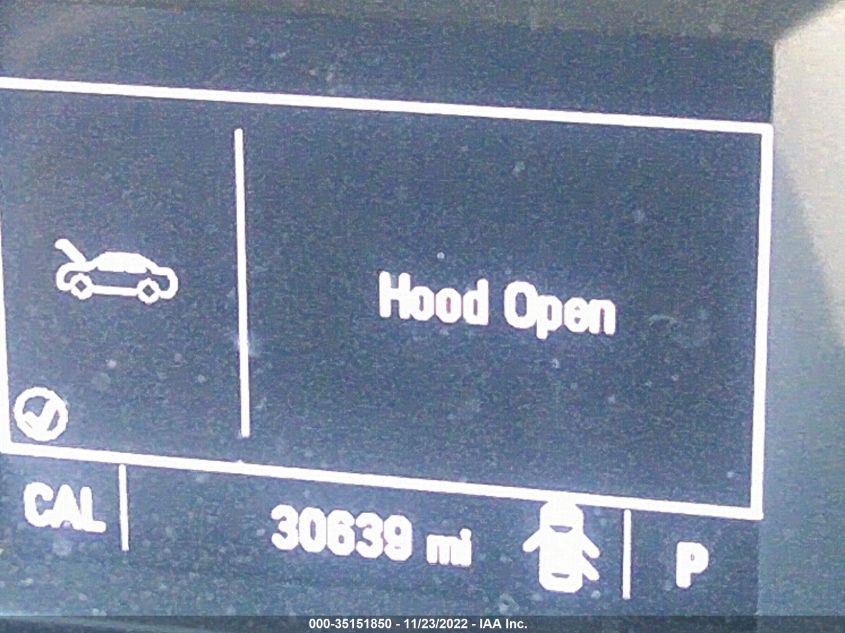 Hood Open
CAL
30639 mi
P
000-35151850 - 11/23/2022 - IAA Inc.